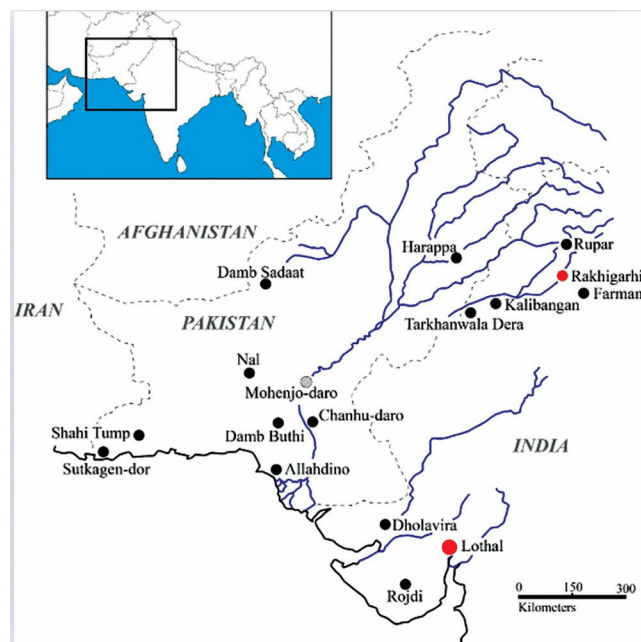 AFGHANISTAN
Harappa
Rupar
Damb Sadaat
Rakhigarhi
Farman
Kalibangan
IRAN
PAKISTAN
Tarkhanwala Dera
Nal
Mohenjo-daro
Chanhu-daro
Shahi Tump
Damb Buthi
INDIA
Sutkagen-dor
Allahdino
Dholavira
Lothal
Rojdi
0 150 300
Kilometers